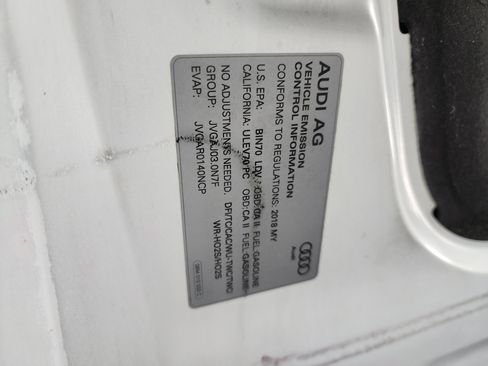 AUDI AG
VEHICLE EMISSION
CONTROL INFORMATION
CONFORMS TO REGULATIONS: 2018 MY
U.S. EPA: BIN70 LDV OBD:CA II FUEL:GASOLINE
CALIFORNIA: ULEV70 PC OBD:CA II FUEL:GASOLINE
NO ADJUSTMENTS NEEDED. DFI/TC/CAC/WU-TWC/TWC/
WR-HO2S/HO2S
GROUP: JVGAJ03.0N7F
EVAP: JVGAR0140NCP
Audi